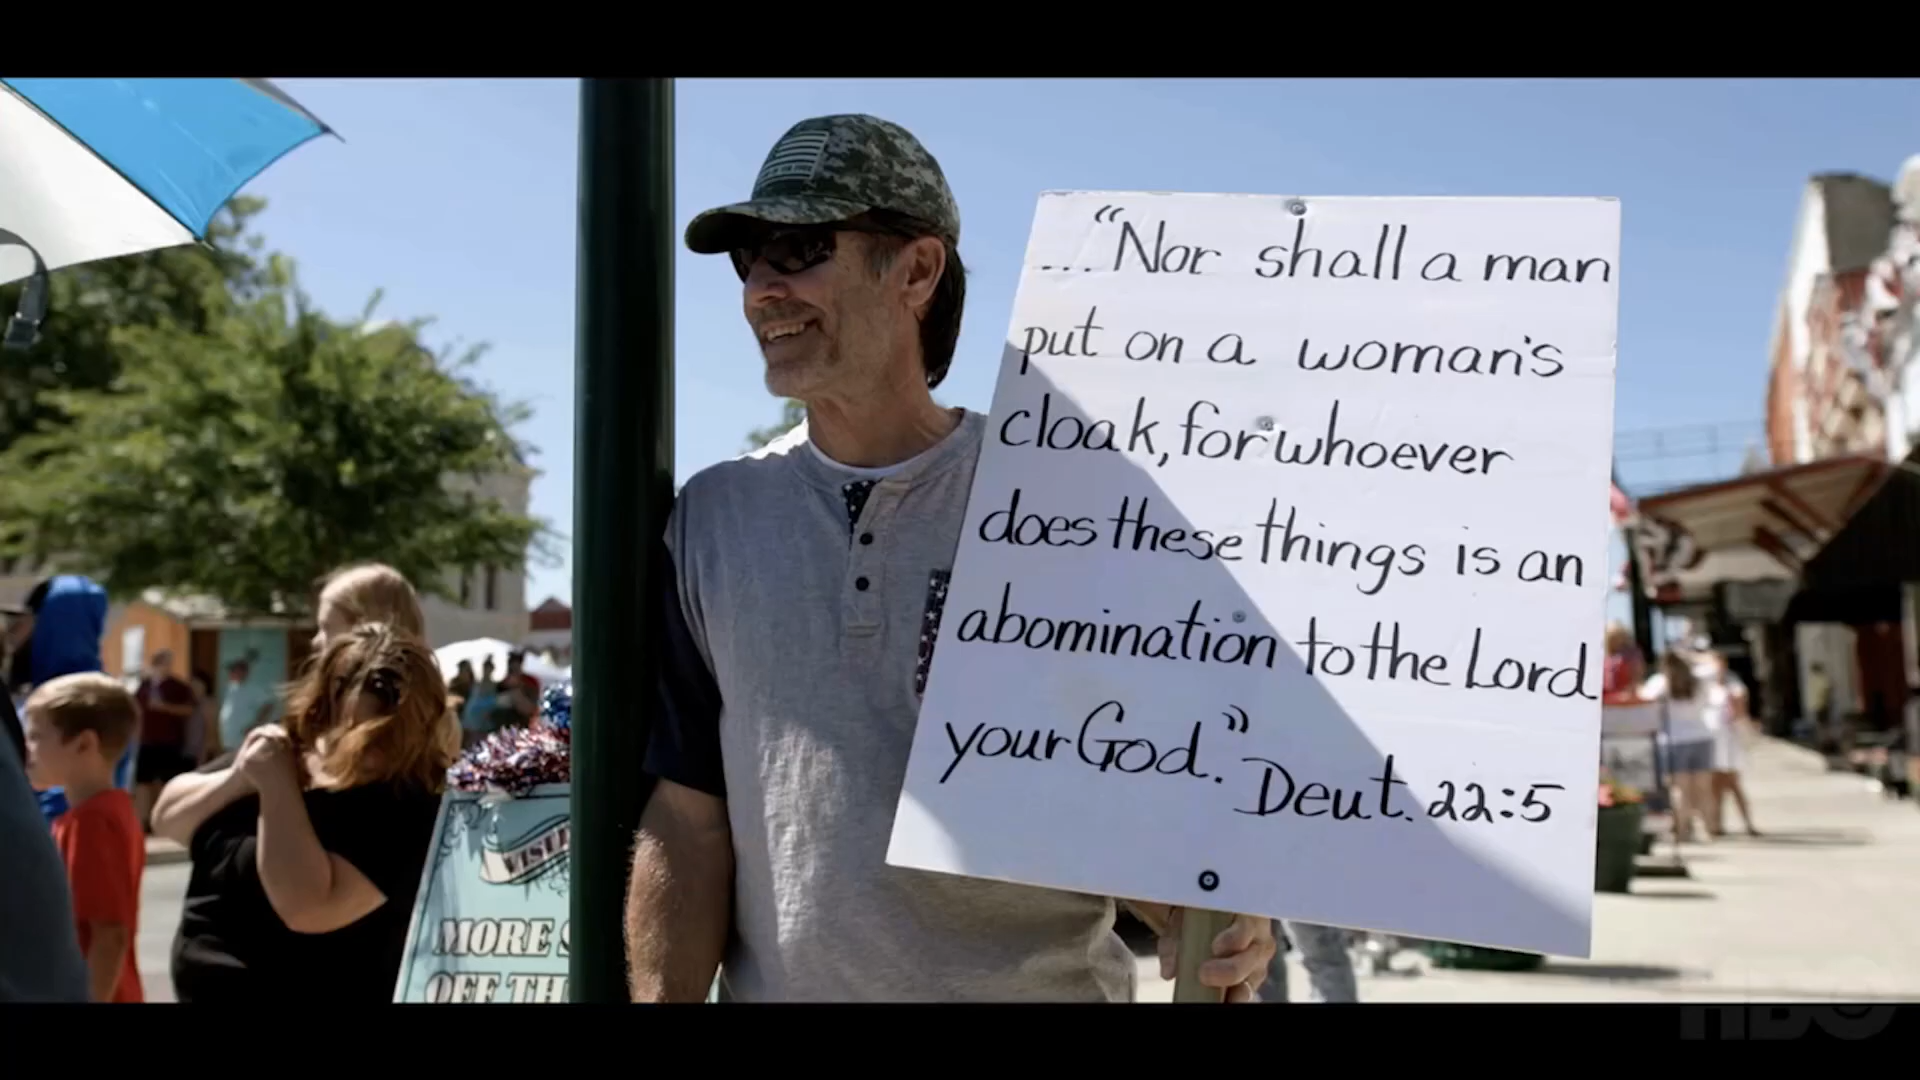 ..."Nor shall a man
put on a woman's
cloak, for whoever
does these things is an
abomination to the Lord
your God." Deut. 22:5
MORE
OFF
HBO